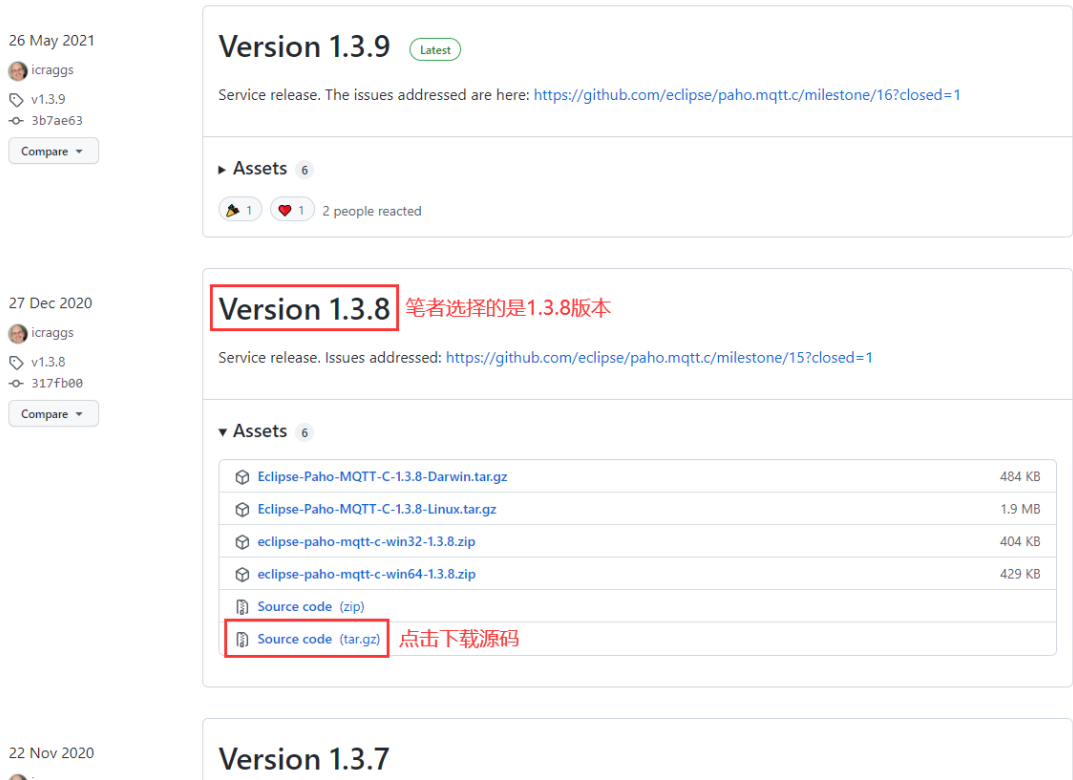 26 May 2021
icraggs
v1.3.9
3b7ae63
Compare
Version 1.3.9 Latest
Service release. The issues addressed are here: https://github.com/eclipse/paho.mqtt.c/milestone/16?closed=1
Assets 6
1 1 2 people reacted
27 Dec 2020
icraggs
v1.3.8
317fb00
Compare
Version 1.3.8 笔者选择的是1.3.8版本
Service release. Issues addressed: https://github.com/eclipse/paho.mqtt.c/milestone/15?closed=1
Assets 6
Eclipse-Paho-MQTT-C-1.3.8-Darwin.tar.gz 484 KB
Eclipse-Paho-MQTT-C-1.3.8-Linux.tar.gz 1.9 MB
eclipse-paho-mqtt-c-win32-1.3.8.zip 404 KB
eclipse-paho-mqtt-c-win64-1.3.8.zip 429 KB
Source code (zip)
Source code (tar.gz) 点击下载源码
22 Nov 2020
Version 1.3.7